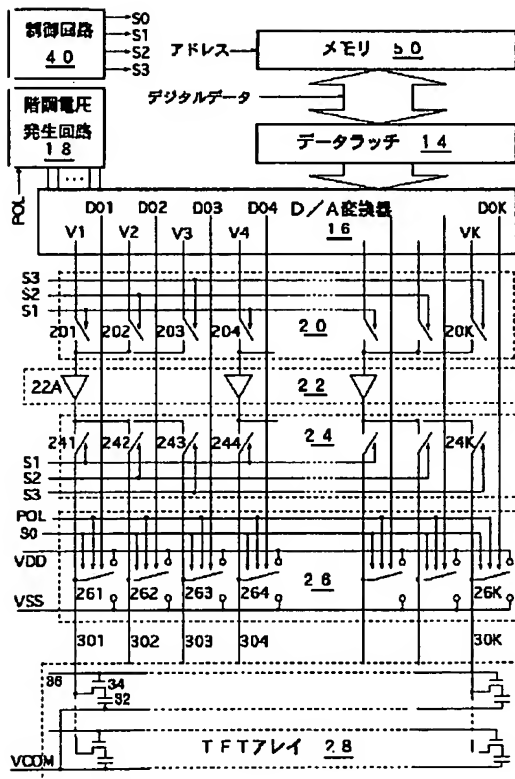 制御回路
40
S0
S1
S2
S3
アドレス
メモリ 50
デジタルデータ
階調電圧
発生回路
18
データラッチ 14
POL
D01 D02 D03 D04 D/A変換器 D0K
V1 V2 V3 V4 16 VK
S3
S2
S1
201 202 203 204 20 20K
22A 22
241 242 243 244 24 24K
S1
S2
S3
POL
S0
VDD
261 262 263 264 26 26K
VSS
301 302 303 304 30K
36 34
32
VCOM TFTアレイ 28